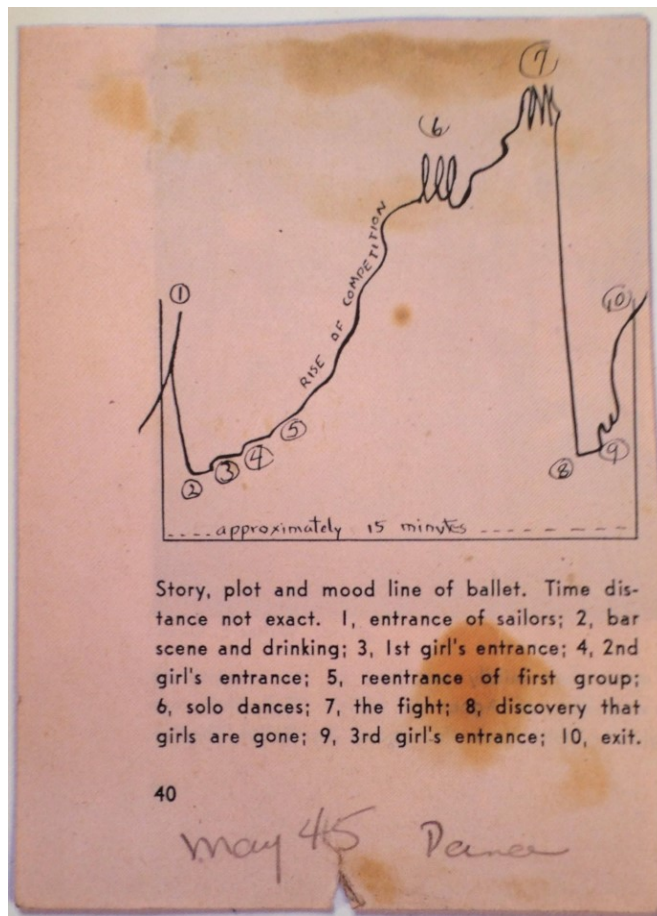 7
6
1
10
RISE OF COMPETITION
5
4
3
2
8
9
approximately 15 minutes
Story, plot and mood line of ballet. Time dis-
tance not exact. 1, entrance of sailors; 2, bar
scene and drinking; 3, 1st girl's entrance; 4, 2nd
girl's entrance; 5, reentrance of first group;
6, solo dances; 7, the fight; 8, discovery that
girls are gone; 9, 3rd girl's entrance; 10, exit.
40
May 45 Dance